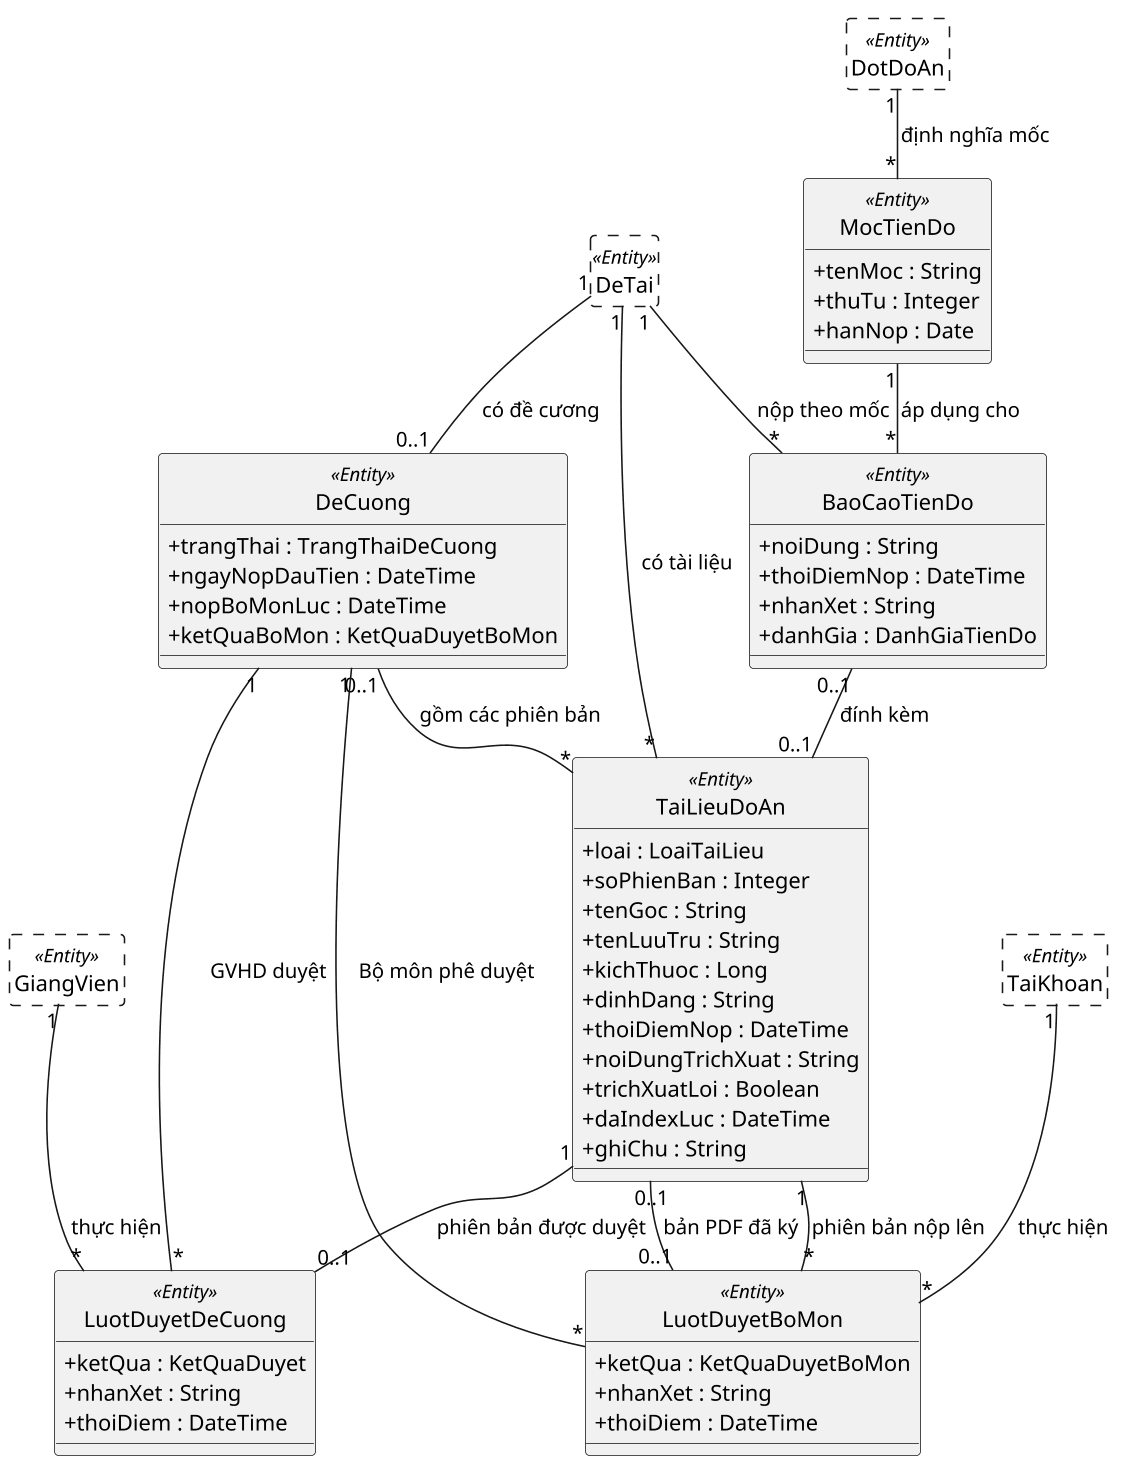 «Entity»
DotDoAn
1
định nghĩa mốc
*
«Entity»
MocTienDo
+tenMoc : String
+thuTu : Integer
+hanNop : Date
«Entity»
DeTai
1
1
1
1
có đề cương
nộp theo mốc
áp dụng cho
0..1
*
*
«Entity»
DeCuong
+trangThai : TrangThaiDeCuong
+ngayNopDauTien : DateTime
+nopBoMonLuc : DateTime
+ketQuaBoMon : KetQuaDuyetBoMon
«Entity»
BaoCaoTienDo
+noiDung : String
+thoiDiemNop : DateTime
+nhanXet : String
+danhGia : DanhGiaTienDo
có tài liệu
1
1
0..1
0..1
gồm các phiên bản
đính kèm
*
*
0..1
«Entity»
TaiLieuDoAn
+loai : LoaiTaiLieu
+soPhienBan : Integer
+tenGoc : String
+tenLuuTru : String
+kichThuoc : Long
+dinhDang : String
+thoiDiemNop : DateTime
+noiDungTrichXuat : String
+trichXuatLoi : Boolean
+daIndexLuc : DateTime
+ghiChu : String
«Entity»
GiangVien
1
GVHD duyệt
Bộ môn phê duyệt
«Entity»
TaiKhoan
1
1
0..1
1
thực hiện
phiên bản được duyệt
bản PDF đã ký
phiên bản nộp lên
thực hiện
*
*
0..1
0..1
*
*
*
«Entity»
LuotDuyetDeCuong
+ketQua : KetQuaDuyet
+nhanXet : String
+thoiDiem : DateTime
«Entity»
LuotDuyetBoMon
+ketQua : KetQuaDuyetBoMon
+nhanXet : String
+thoiDiem : DateTime